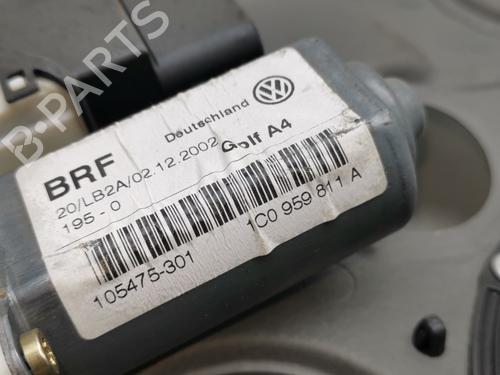 BRF
Deutschland
20/LB2A/02.12.2002 Golf A4
195 - 0
105475-301
1C0 959 811 A
B-PARTS